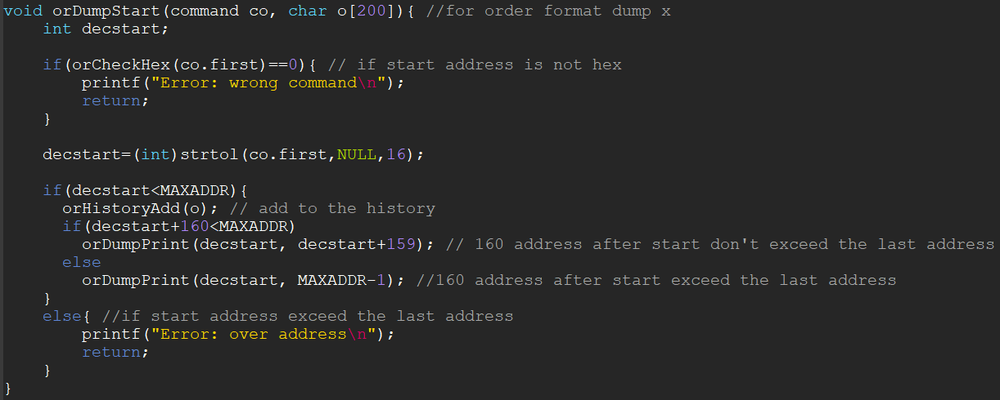 void orDumpStart(command co, char o[200]){ //for order format dump x
    int decstart;

    if(orCheckHex(co.first)==0){ // if start address is not hex
        printf("Error: wrong command\n");
        return;
    }

    decstart=(int)strtol(co.first,NULL,16);

    if(decstart<MAXADDR){
      orHistoryAdd(o); // add to the history
      if(decstart+160<MAXADDR)
        orDumpPrint(decstart, decstart+159); // 160 address after start don't exceed the last address
      else
        orDumpPrint(decstart, MAXADDR-1); //160 address after start exceed the last address
    }
    else{ //if start address exceed the last address
        printf("Error: over address\n");
        return;
    }
}